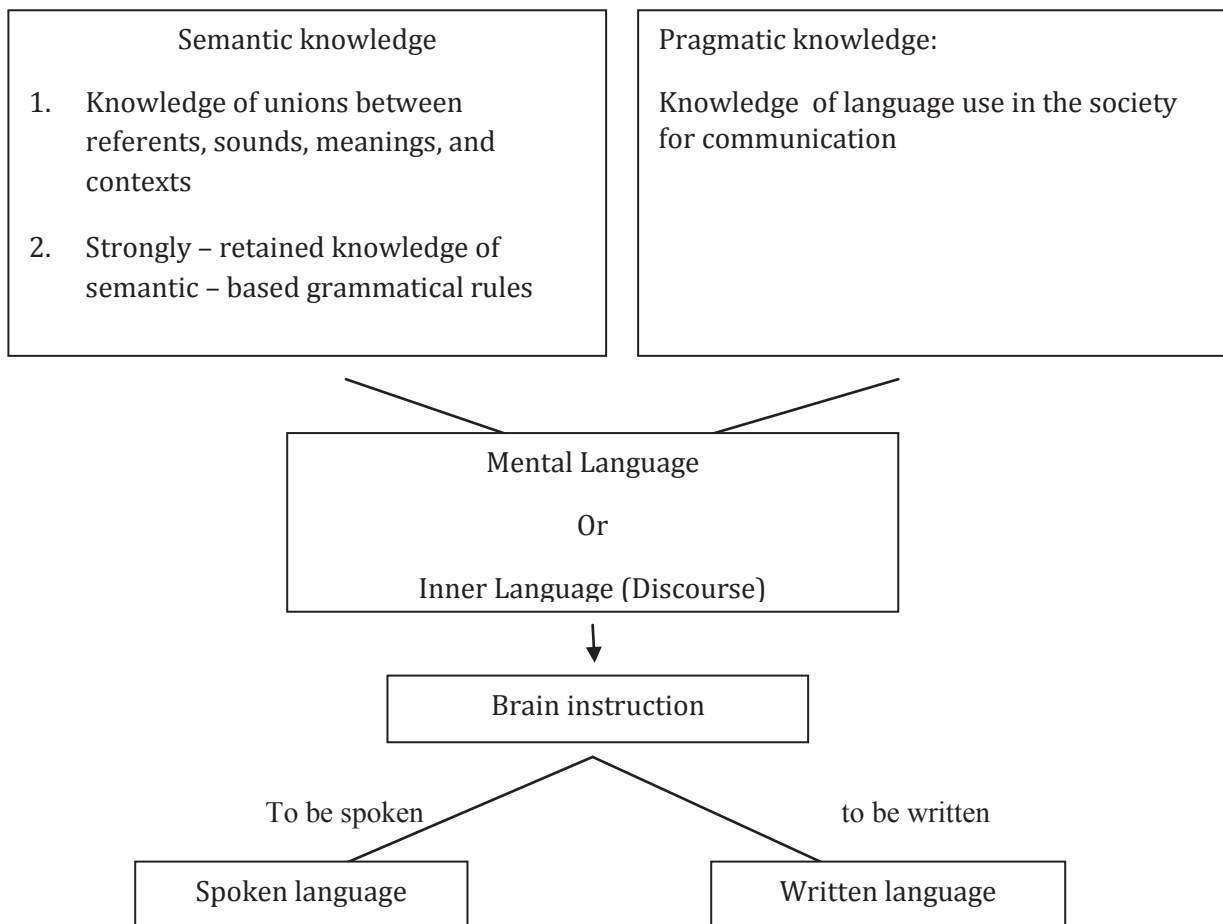 Semantic knowledge
1. Knowledge of unions between
referents, sounds, meanings, and
contexts
2. Strongly – retained knowledge of
semantic – based grammatical rules
Pragmatic knowledge:
Knowledge of language use in the society
for communication
Mental Language
Or
Inner Language (Discourse)
Brain instruction
To be spoken
to be written
Spoken language
Written language